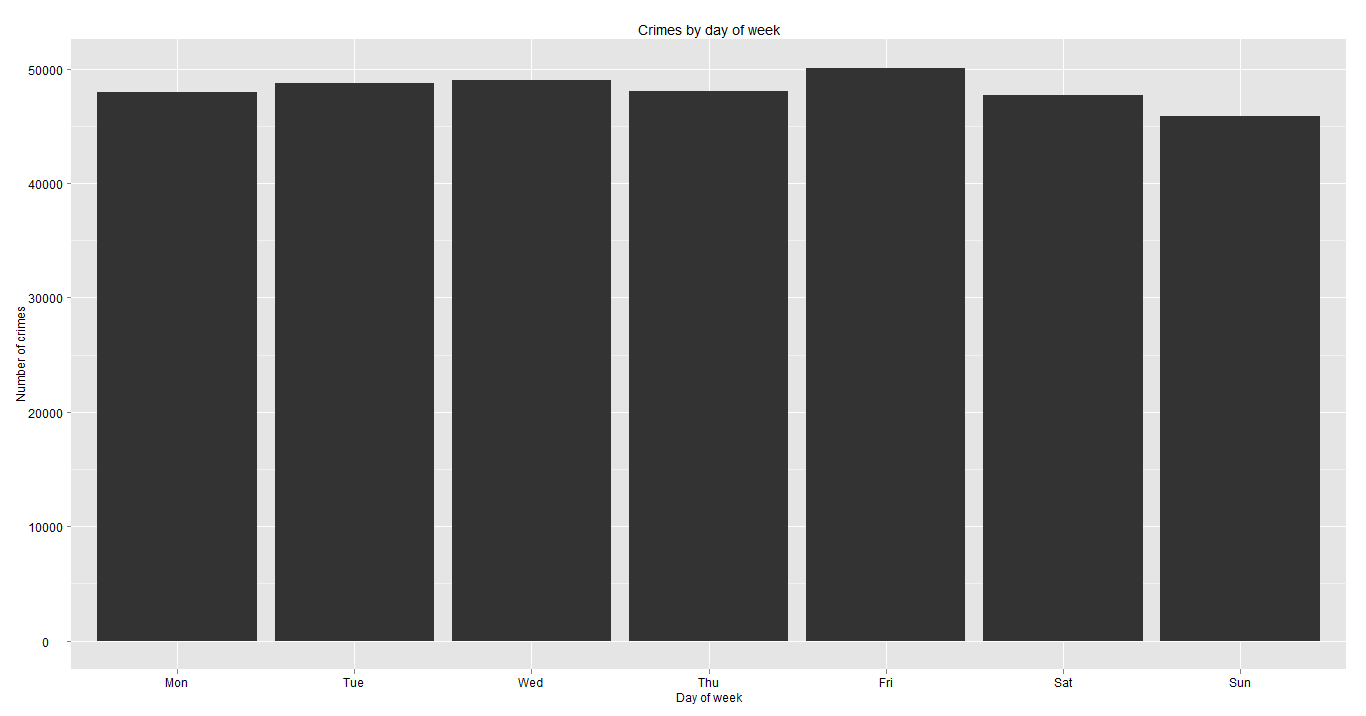 Crimes by day of week
Number of crimes
50000
40000
30000
20000
10000
0
Mon Tue Wed Thu Fri Sat Sun
Day of week